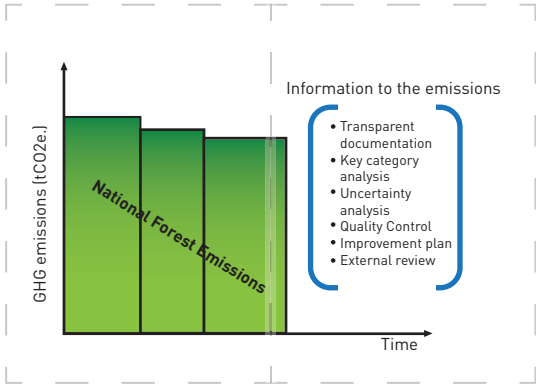 Information to the emissions
GHG emissions (tCO2e.)
National Forest Emissions
• Transparent
documentation
• Key category
analysis
• Uncertainty
analysis
• Quality Control
• Improvement plan
• External review
Time